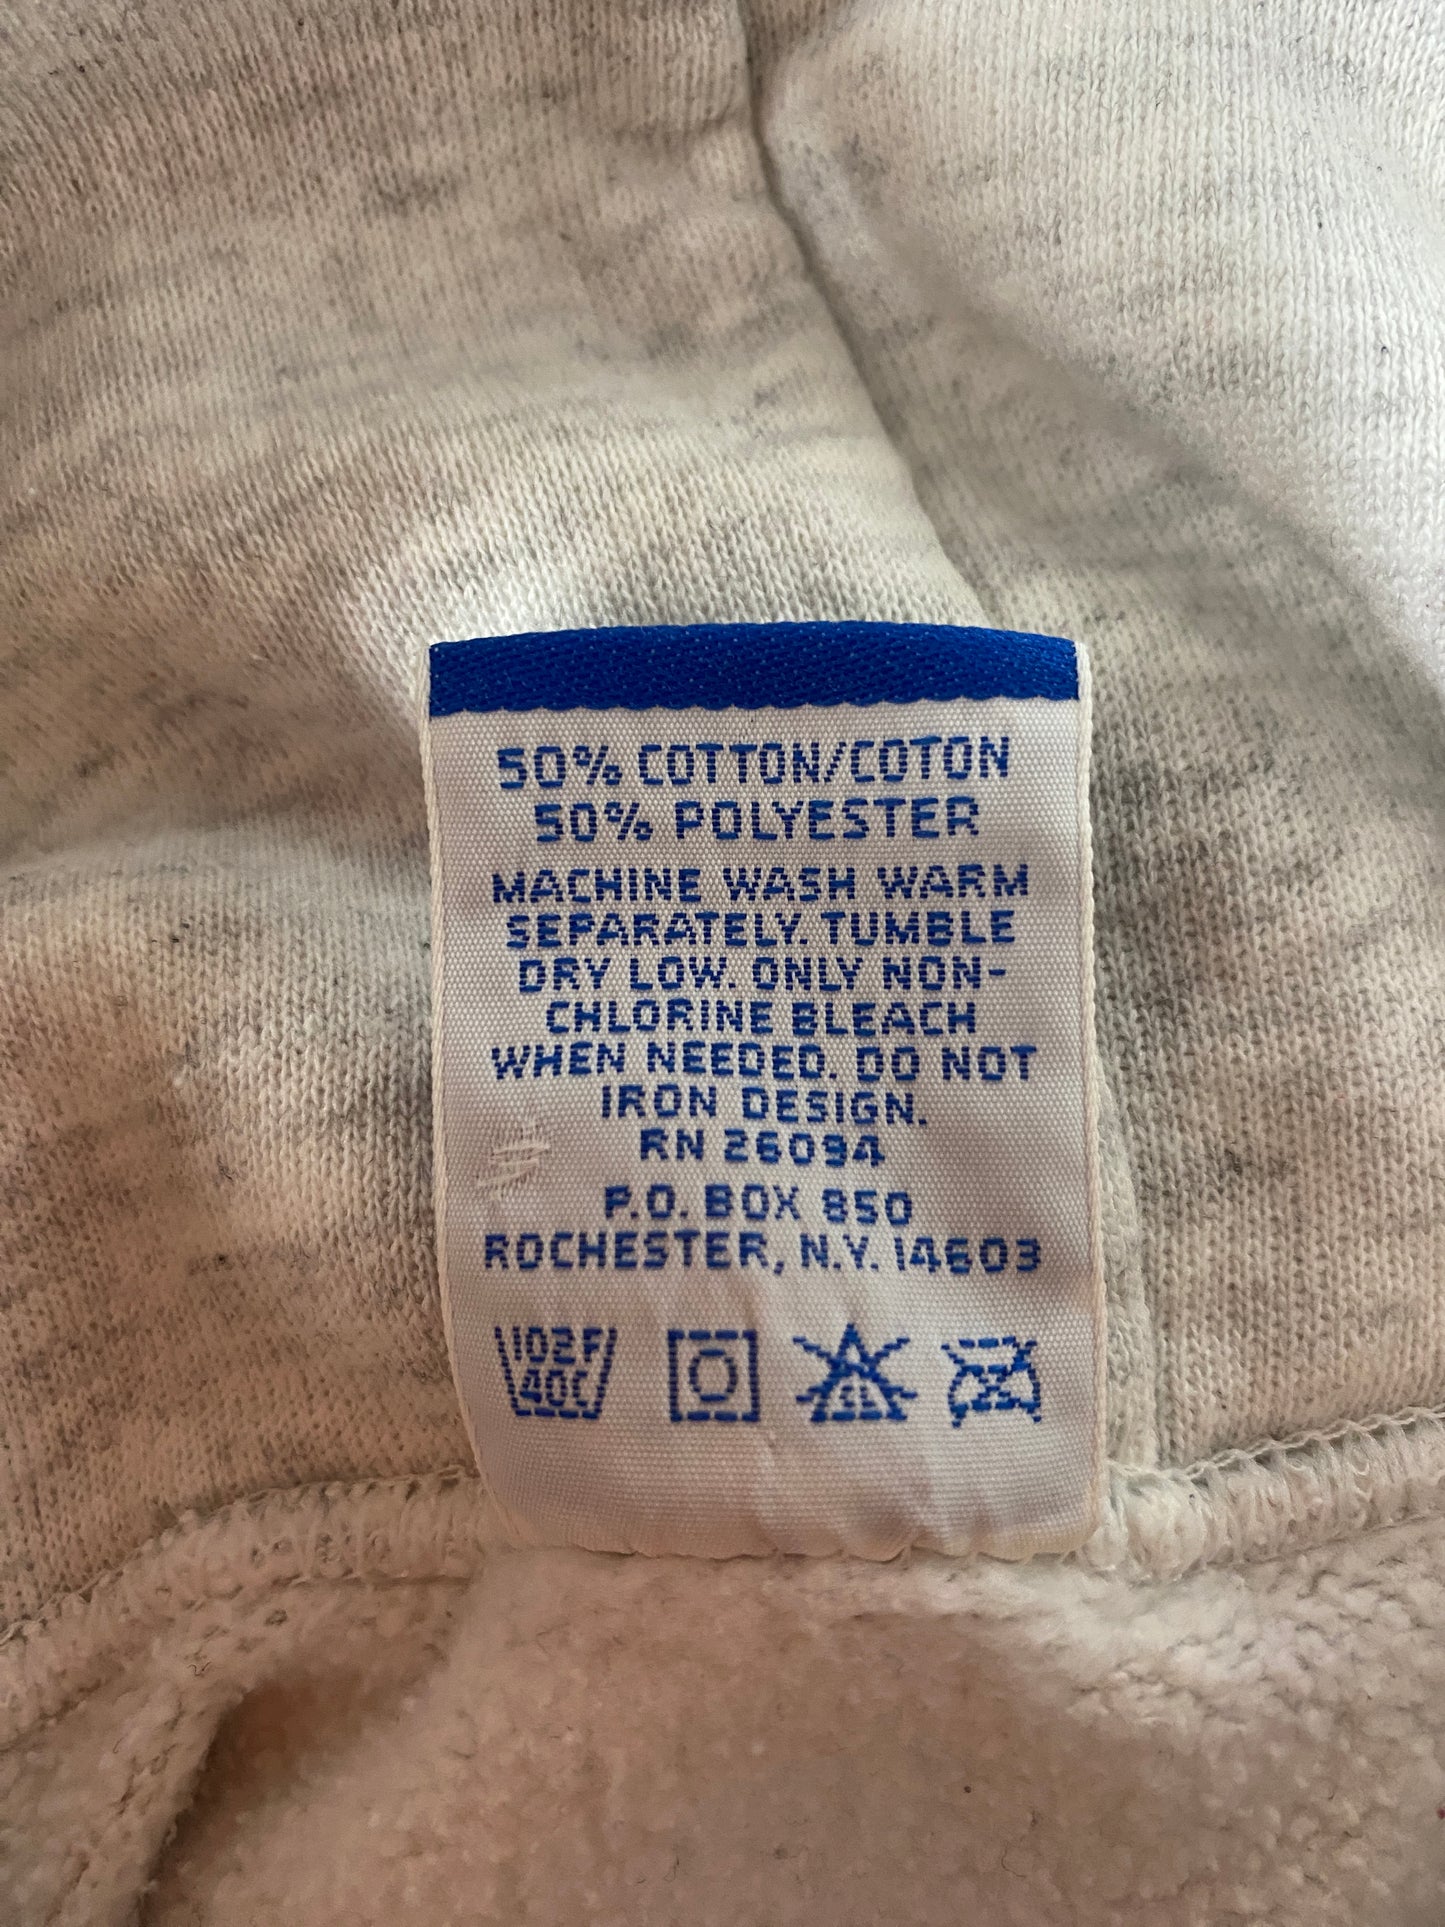 50% COTTON/COTON
50% POLYESTER
MACHINE WASH WARM
SEPARATELY. TUMBLE
DRY LOW. ONLY NON-
CHLORINE BLEACH
WHEN NEEDED. DO NOT
IRON DESIGN.
RN 26094
P.O. BOX 850
ROCHESTER, N.Y. 14603
102F
40C
CL